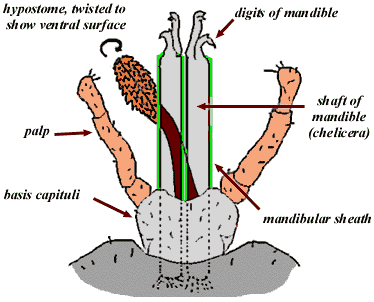 hypostome, twisted to
show ventral surface
digits of mandible
shaft of
mandible
(chelicera)
palp
basis capituli
mandibular sheath